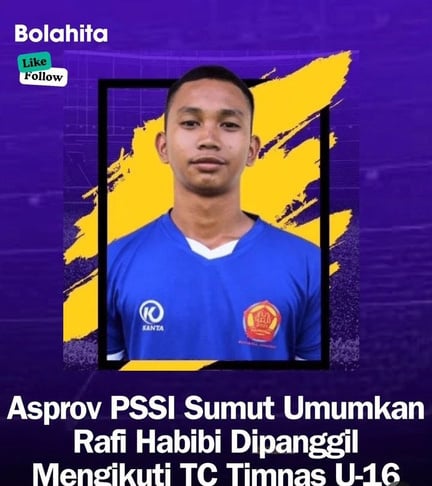 Bolahita
Like
Follow
KANTA
Asprov PSSI Sumut Umumkan
Rafi Habibi Dipanggil
Mengikuti TC Timnas U-16